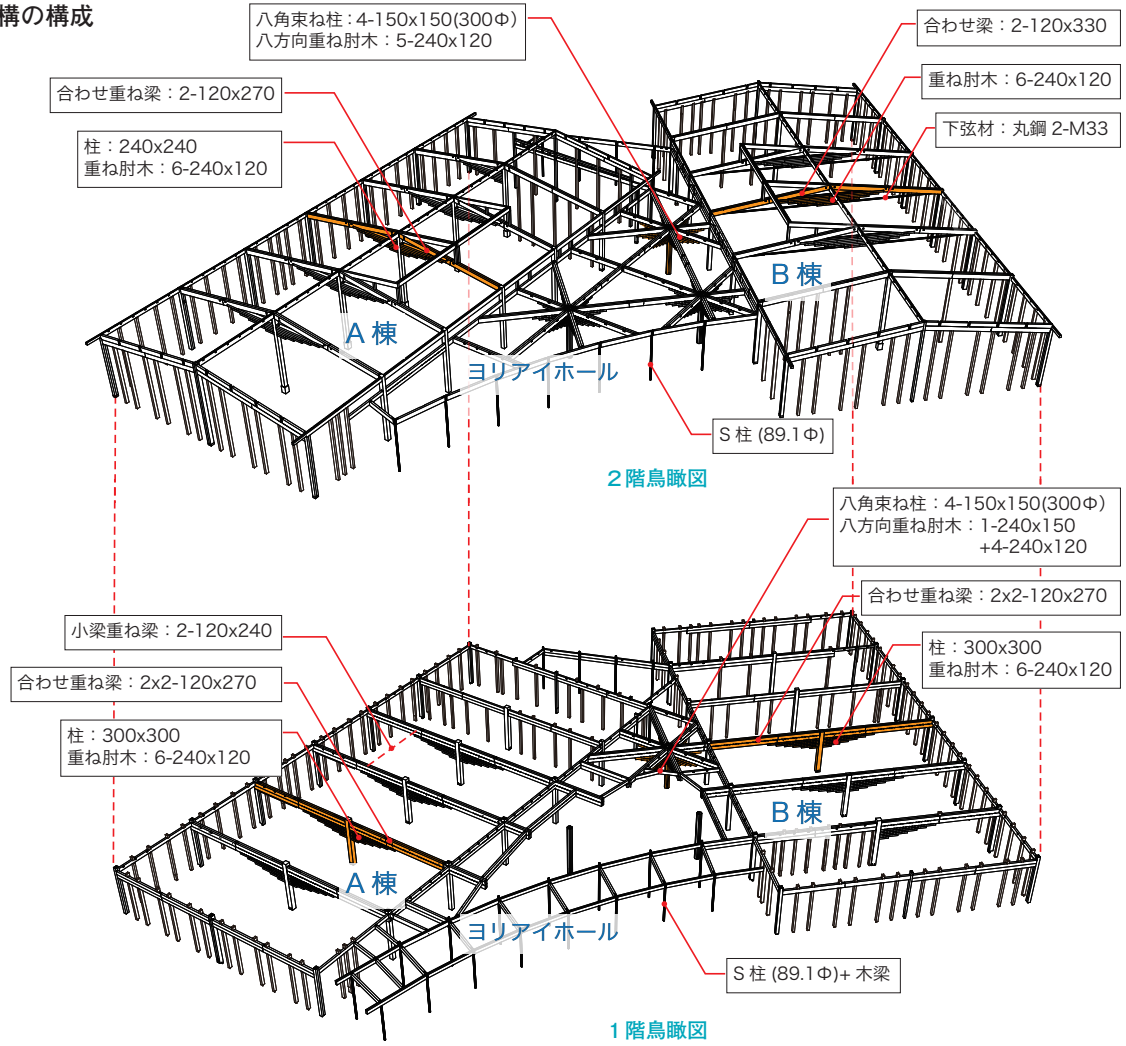 構の構成
八角束ね柱：4-150x150(300Φ)
八方向重ね肘木：5-240x120
合わせ梁：2-120x330
重ね肘木：6-240x120
下弦材：丸鋼 2-M33
合わせ重ね梁：2-120x270
柱：240x240
重ね肘木：6-240x120
A 棟
B 棟
ヨリアイホール
S 柱 (89.1Φ)
2 階鳥瞰図
八角束ね柱：4-150x150(300Φ)
八方向重ね肘木：1-240x150
+4-240x120
合わせ重ね梁：2x2-120x270
柱：300x300
重ね肘木：6-240x120
小梁重ね梁：2-120x240
合わせ重ね梁：2x2-120x270
柱：300x300
重ね肘木：6-240x120
A 棟
B 棟
ヨリアイホール
S 柱 (89.1Φ)+ 木梁
1 階鳥瞰図